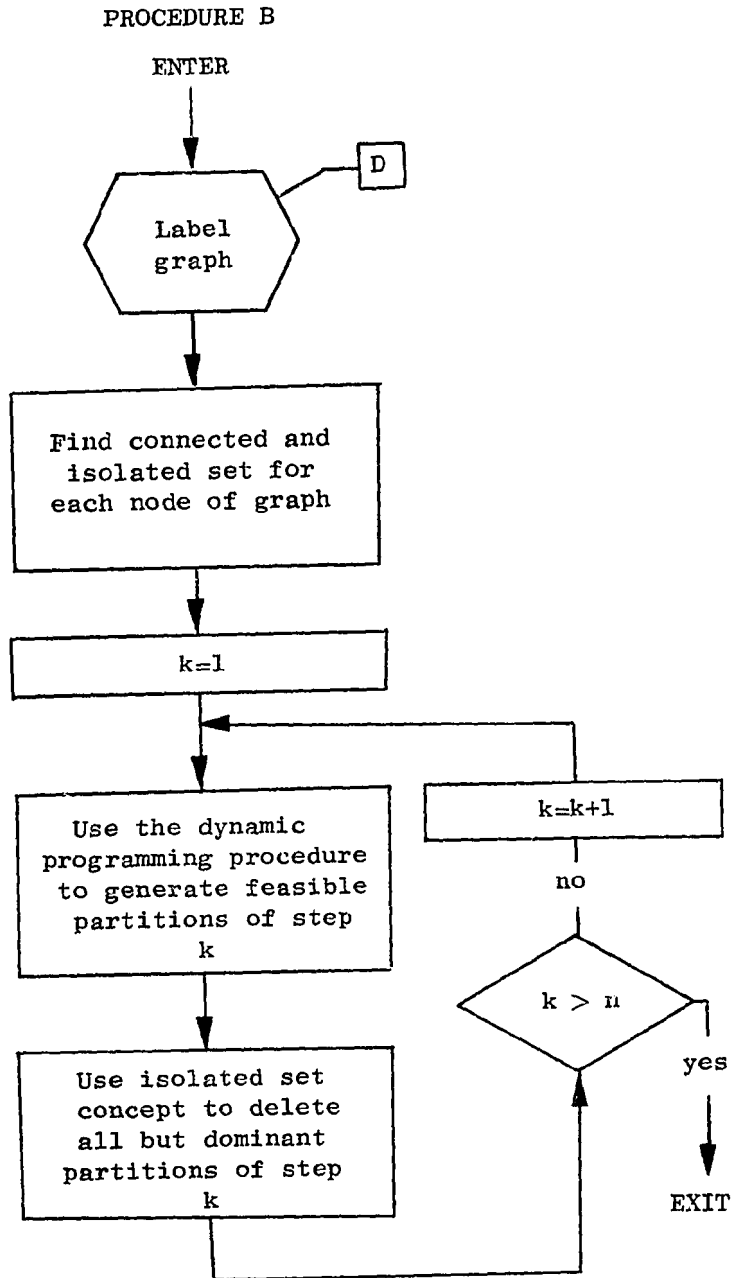 PROCEDURE B
ENTER
D
Label
graph
Find connected and
isolated set for
each node of graph
k=1
Use the dynamic
programming procedure
to generate feasible
partitions of step
k
Use isolated set
concept to delete
all but dominant
partitions of step
k
k=k+1
no
k > n
yes
EXIT